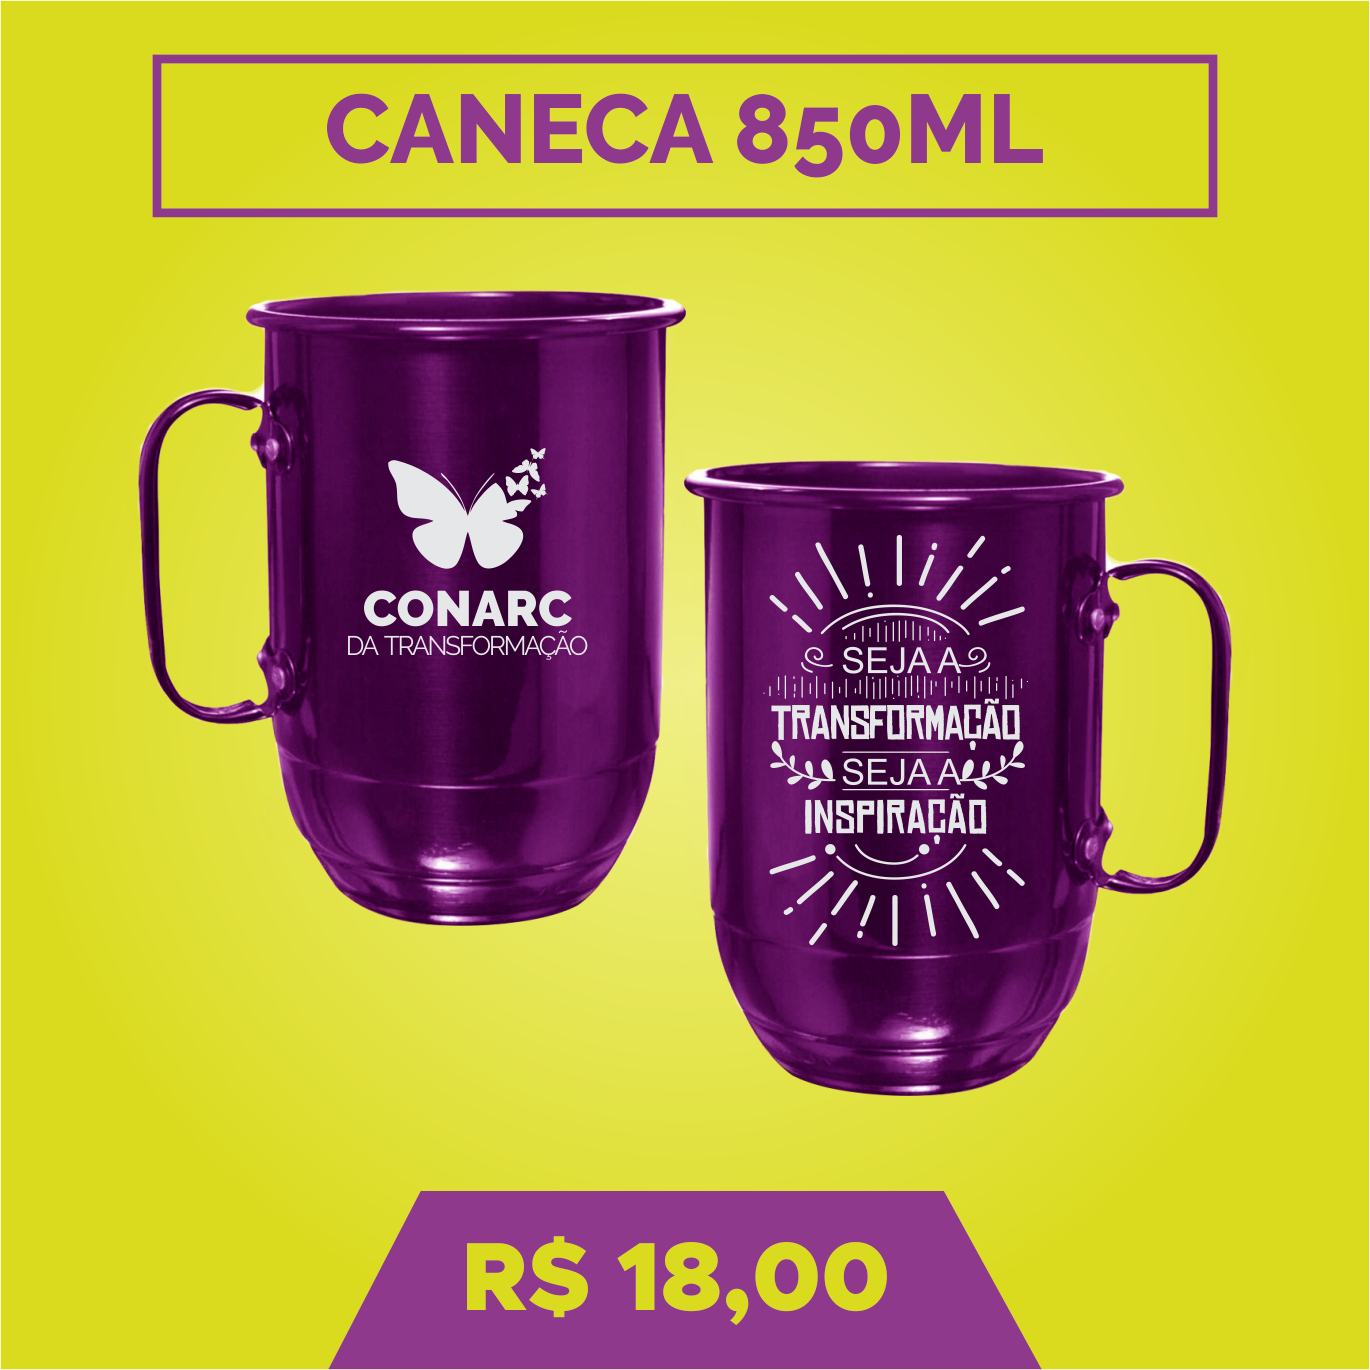 CANECA 850ML
CONARC
DA TRANSFORMAÇÃO
SEJA A
TRANSFORMAÇÃO
SEJA A
INSPIRAÇÃO
R$ 18,00